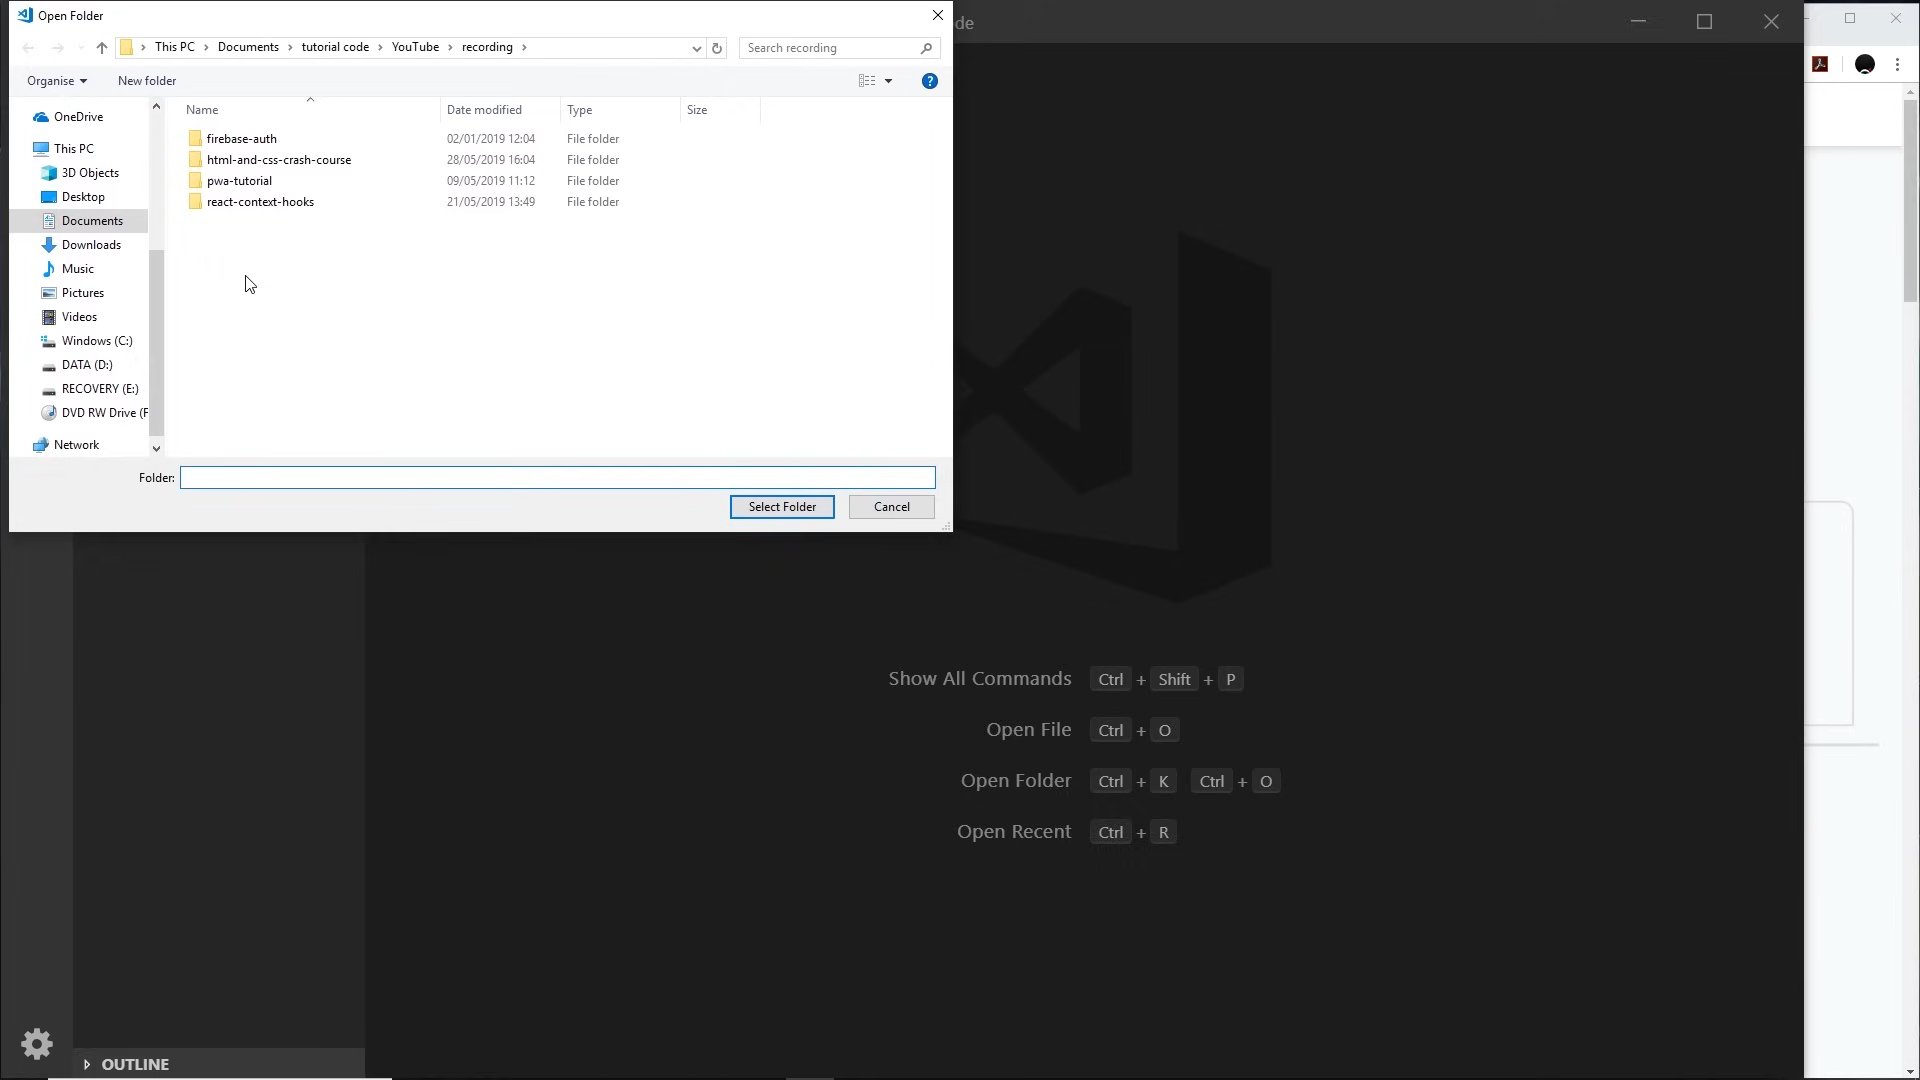 Open Folder
de
This PC > Documents > tutorial code > YouTube > recording >
Search recording
Organise
New folder
?
OneDrive
This PC
3D Objects
Desktop
Documents
Downloads
Music
Pictures
Videos
Windows (C:)
DATA (D:)
RECOVERY (E:)
DVD RW Drive (F
Network
Name Date modified Type Size
firebase-auth 02/01/2019 12:04 File folder
html-and-css-crash-course 28/05/2019 16:04 File folder
pwa-tutorial 09/05/2019 11:12 File folder
react-context-hooks 21/05/2019 13:49 File folder
Folder:
Select Folder
Cancel
Show All Commands Ctrl + Shift + P
Open File Ctrl + O
Open Folder Ctrl + K Ctrl + O
Open Recent Ctrl + R
OUTLINE